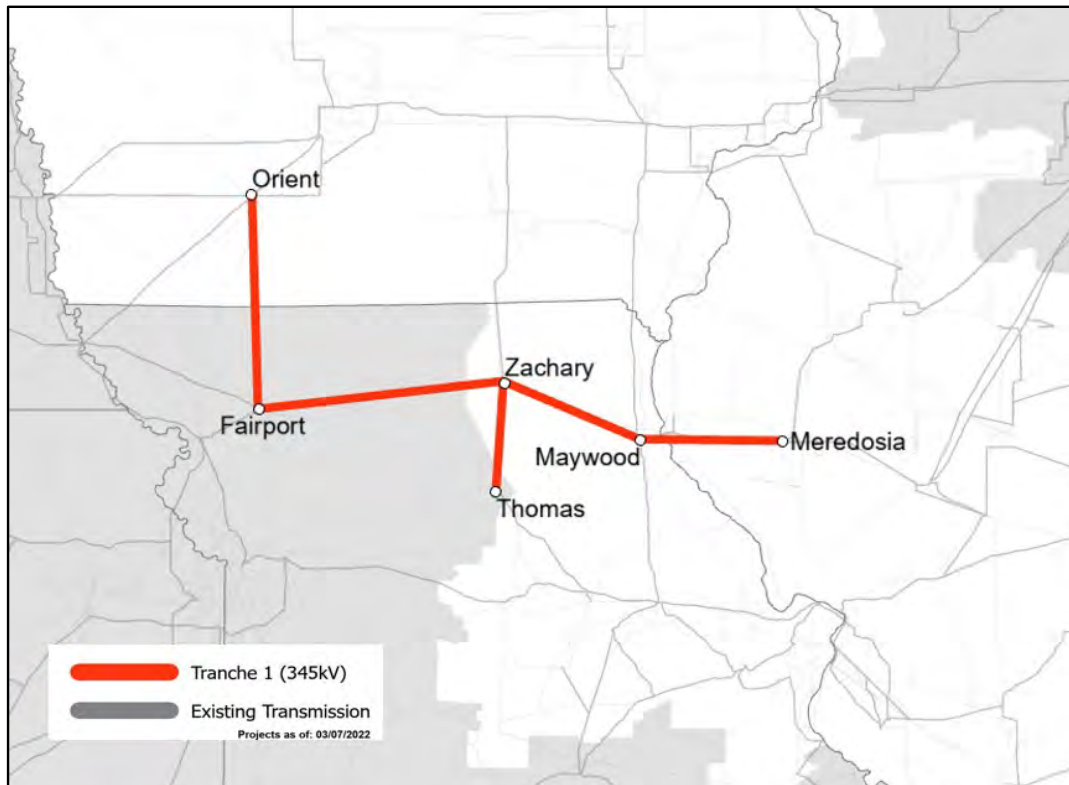 Orient
Zachary
Fairport
Maywood
Meredosia
Thomas
Tranche 1 (345kV)
Existing Transmission
Projects as of: 03/07/2022